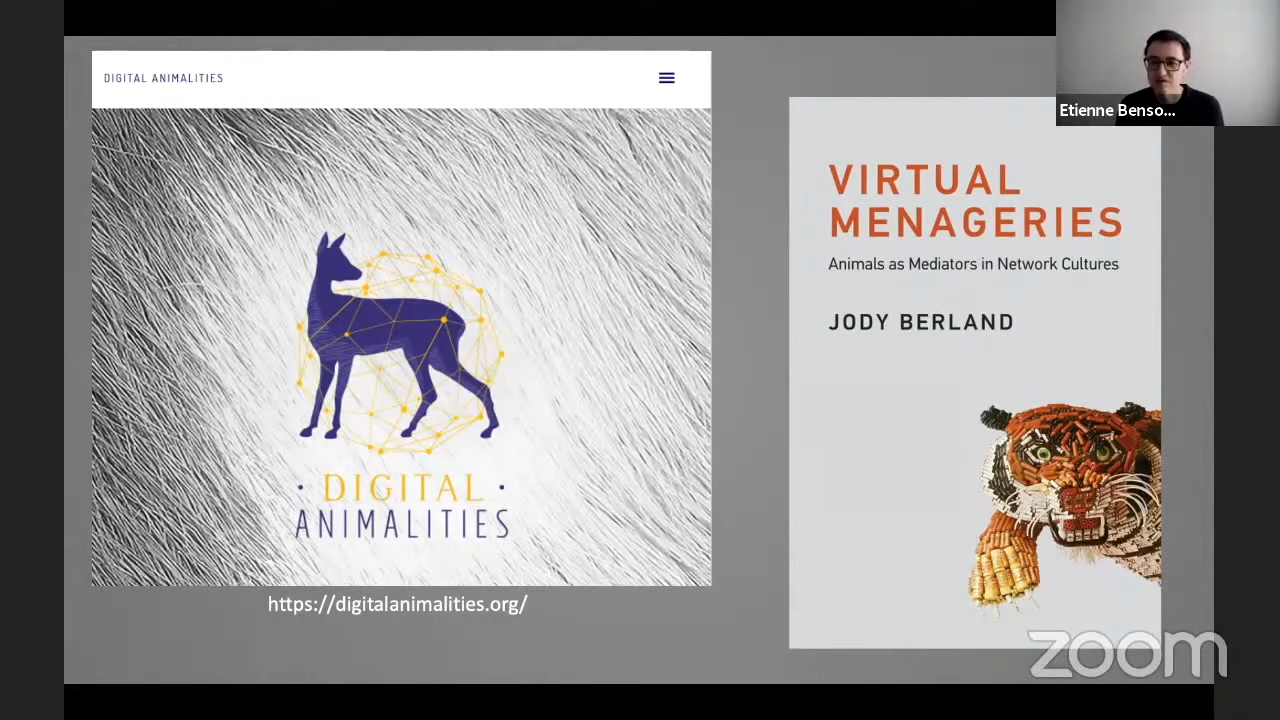 DIGITAL ANIMALITIES
· DIGITAL ·
ANIMALITIES
https://digitalanimalities.org/
VIRTUAL
MENAGERIES
Animals as Mediators in Network Cultures
JODY BERLAND
Etienne Benso...
zoom